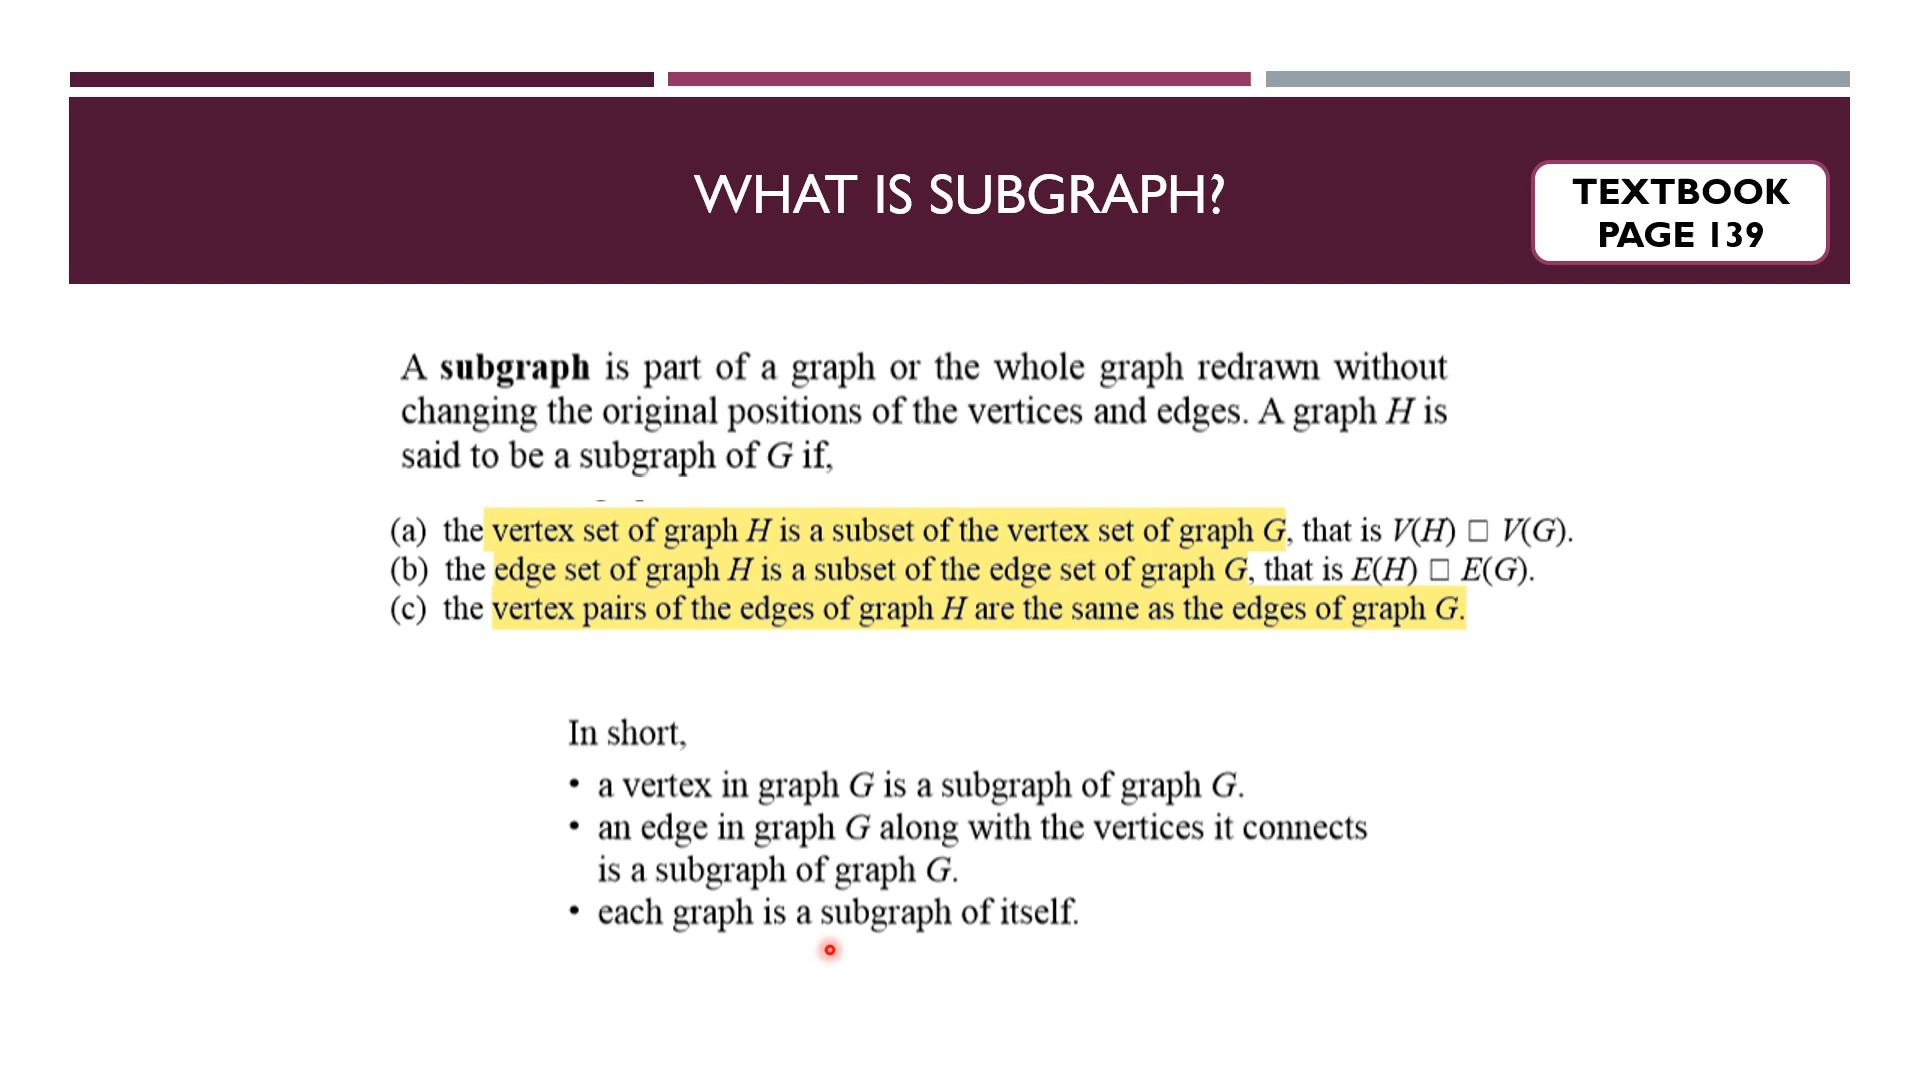 WHAT IS SUBGRAPH?
TEXTBOOK
PAGE 139
A subgraph is part of a graph or the whole graph redrawn without
changing the original positions of the vertices and edges. A graph H is
said to be a subgraph of G if,
(a) the vertex set of graph H is a subset of the vertex set of graph G, that is V(H) □ V(G).
(b) the edge set of graph H is a subset of the edge set of graph G, that is E(H) □ E(G).
(c) the vertex pairs of the edges of graph H are the same as the edges of graph G.
In short,
• a vertex in graph G is a subgraph of graph G.
• an edge in graph G along with the vertices it connects
is a subgraph of graph G.
• each graph is a subgraph of itself.